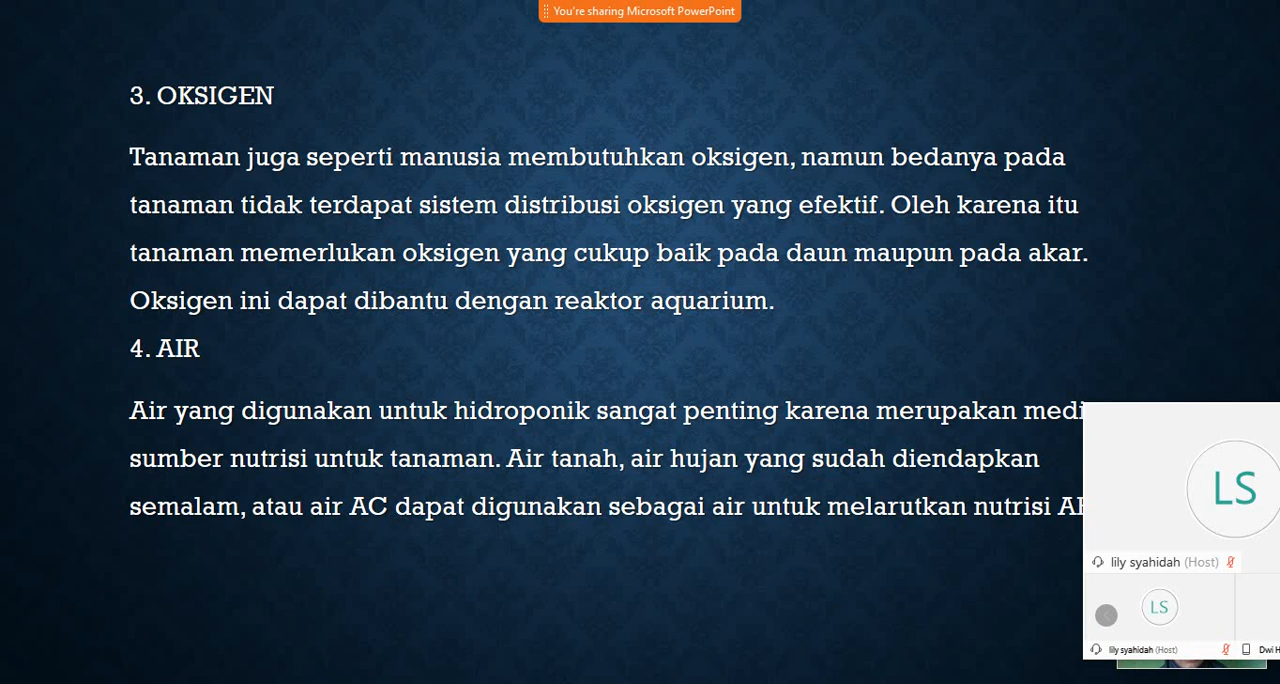 You're sharing Microsoft PowerPoint
3. OKSIGEN
Tanaman juga seperti manusia membutuhkan oksigen, namun bedanya pada
tanaman tidak terdapat sistem distribusi oksigen yang efektif. Oleh karena itu
tanaman memerlukan oksigen yang cukup baik pada daun maupun pada akar.
Oksigen ini dapat dibantu dengan reaktor aquarium.
4. AIR
Air yang digunakan untuk hidroponik sangat penting karena merupakan
sumber nutrisi untuk tanaman. Air tanah, air hujan yang sudah diendapkan
semalam, atau air AC dapat digunakan sebagai air untuk melarutkan nutrisi
LS
lily syahidah (Host)
LS
lily syahidah (Host)
Dwi